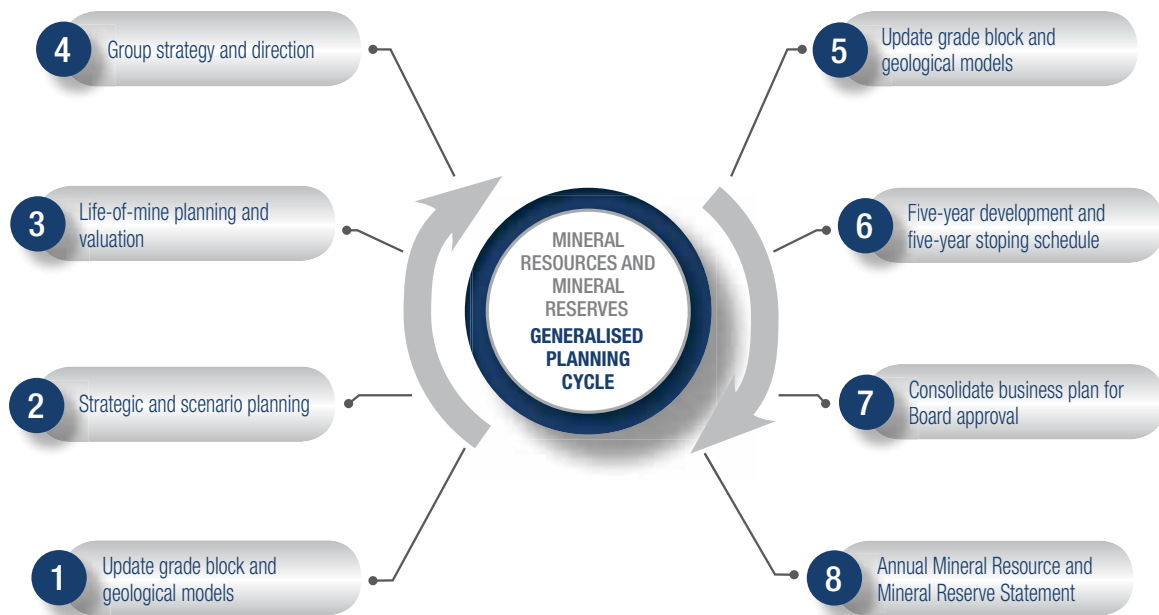 4
Group strategy and direction
5
Update grade block and
geological models
3
Life-of-mine planning and
valuation
6
Five-year development and
five-year stoping schedule
MINERAL
RESOURCES AND
MINERAL
RESERVES
GENERALISED
PLANNING
CYCLE
2
Strategic and scenario planning
7
Consolidate business plan for
Board approval
1
Update grade block and
geological models
8
Annual Mineral Resource and
Mineral Reserve Statement